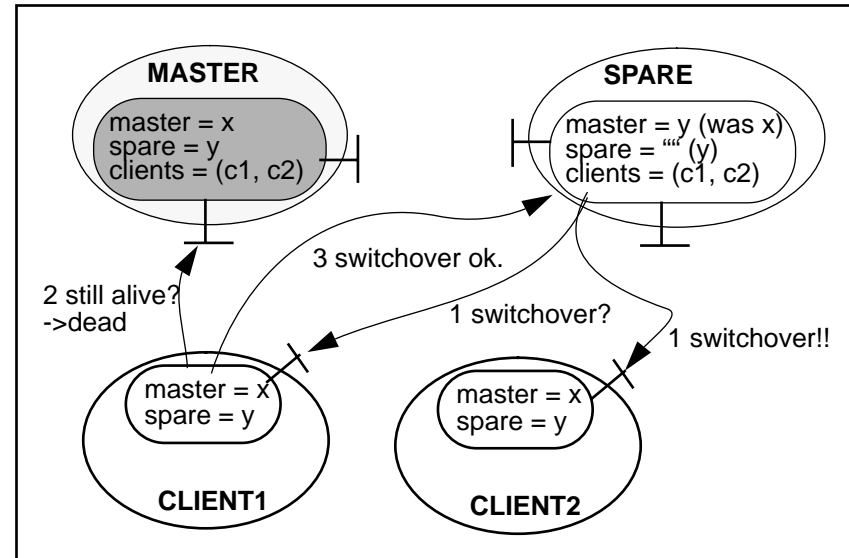 MASTER
master = x
spare = y
clients = (c1, c2)
SPARE
master = y (was x)
spare = ““ (y)
clients = (c1, c2)
3 switchover ok.
2 still alive?
->dead
1 switchover?
1 switchover!!
master = x
spare = y
CLIENT1
master = x
spare = y
CLIENT2